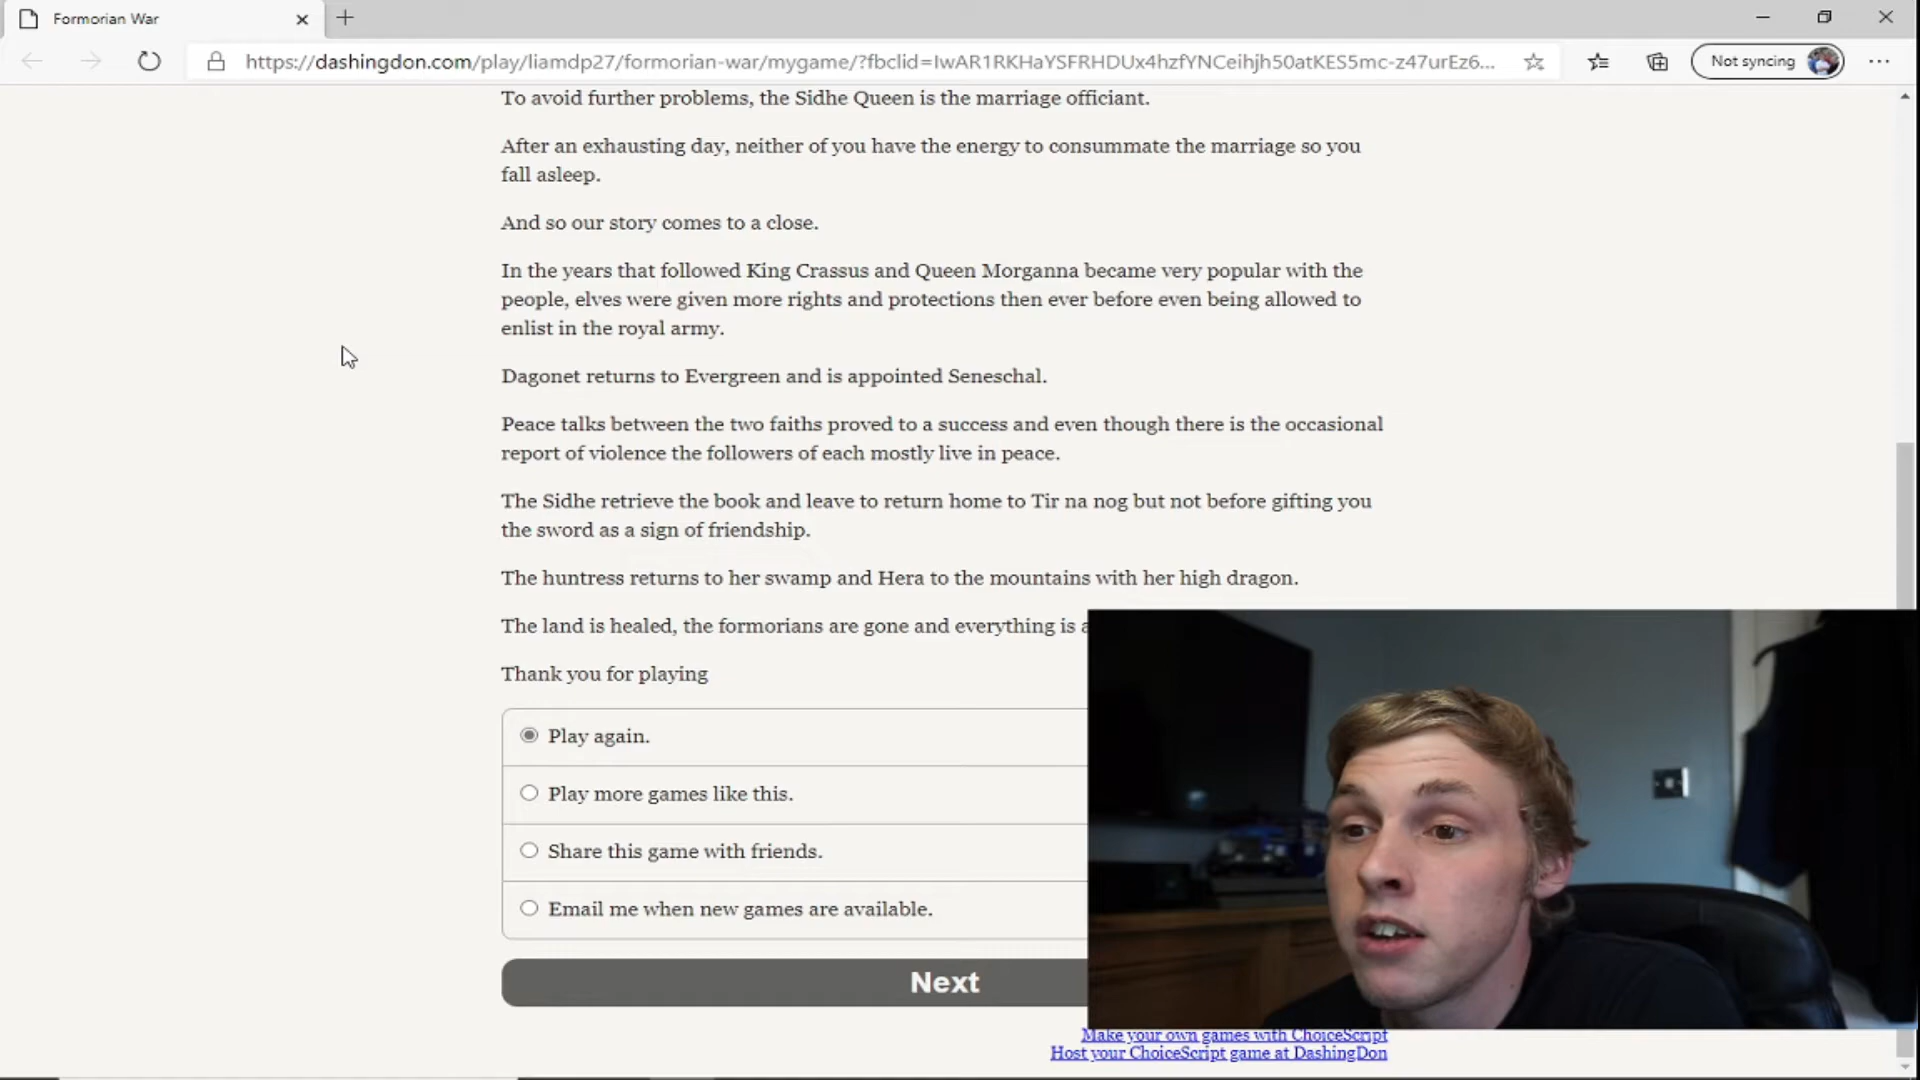 Formorian War
https://dashingdon.com/play/liamdp27/formorian-war/mygame/?fbclid=IwAR1RKHaYSFRHDUx4hzfYNCeihjh50atKES5mc-z47urEz6...
Not syncing
To avoid further problems, the Sidhe Queen is the marriage officiant.
After an exhausting day, neither of you have the energy to consummate the marriage so you
fall asleep.
And so our story comes to a close.
In the years that followed King Crassus and Queen Morganna became very popular with the
people, elves were given more rights and protections then ever before even being allowed to
enlist in the royal army.
Dagonet returns to Evergreen and is appointed Seneschal.
Peace talks between the two faiths proved to a success and even though there is the occasional
report of violence the followers of each mostly live in peace.
The Sidhe retrieve the book and leave to return home to Tir na nog but not before gifting you
the sword as a sign of friendship.
The huntress returns to her swamp and Hera to the mountains with her high dragon.
The land is healed, the formorians are gone and everything is
Thank you for playing
Play again.
Play more games like this.
Share this game with friends.
Email me when new games are available.
Next
Make your own games with ChoiceScript
Host your ChoiceScript game at DashingDon